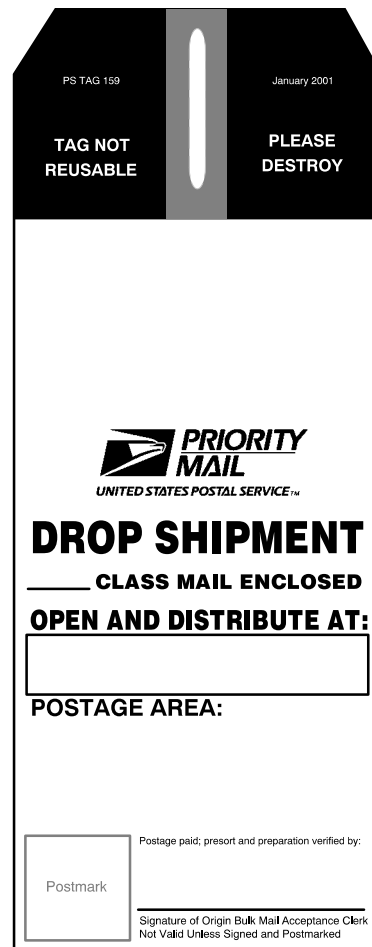 PS TAG 159
January 2001
TAG NOT
REUSABLE
PLEASE
DESTROY
PRIORITY
MAIL
UNITED STATES POSTAL SERVICE™
DROP SHIPMENT
_____ CLASS MAIL ENCLOSED
OPEN AND DISTRIBUTE AT:
POSTAGE AREA:
Postage paid; presort and preparation verified by:
Postmark
Signature of Origin Bulk Mail Acceptance Clerk
Not Valid Unless Signed and Postmarked